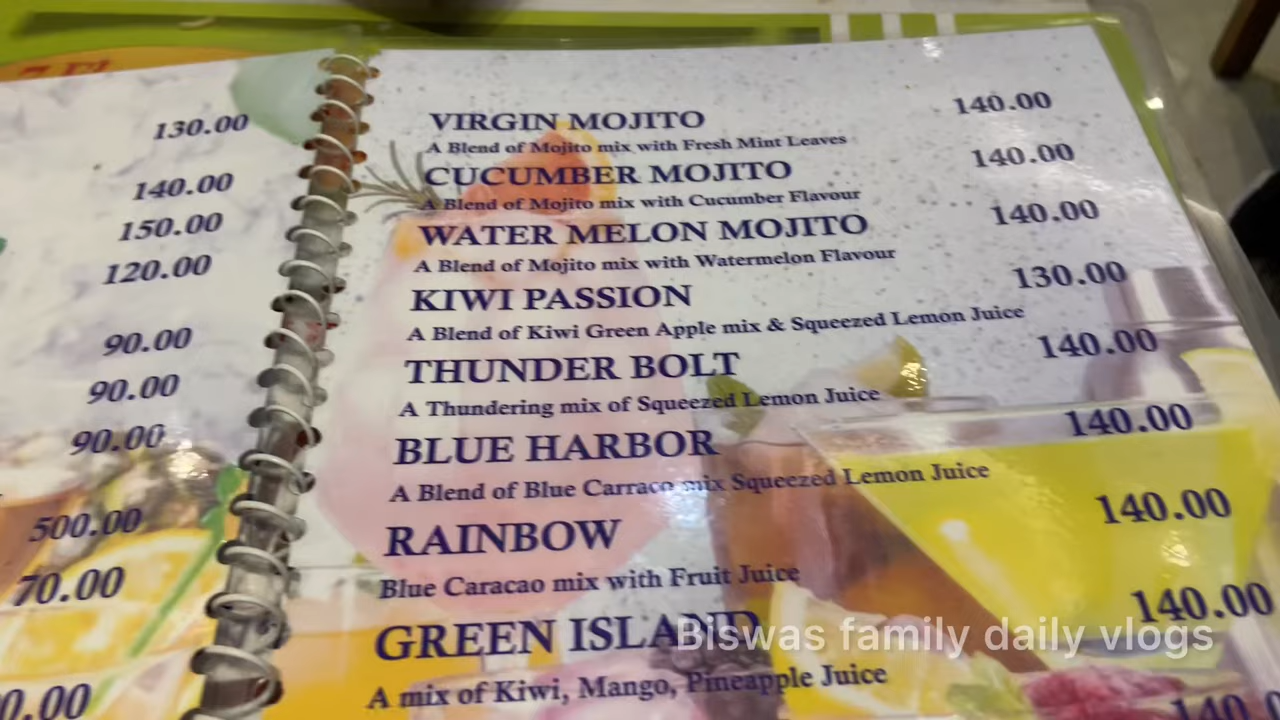 130.00
140.00
150.00
120.00
90.00
90.00
90.00
500.00
70.00
0.00
VIRGIN MOJITO 140.00
A Blend of Mojito mix with Fresh Mint Leaves
CUCUMBER MOJITO 140.00
A Blend of Mojito mix with Cucumber Flavour
WATER MELON MOJITO 140.00
A Blend of Mojito mix with Watermelon Flavour
KIWI PASSION 130.00
A Blend of Kiwi Green Apple mix & Squeezed Lemon Juice
THUNDER BOLT 140.00
A Thundering mix of Squeezed Lemon Juice
BLUE HARBOR 140.00
A Blend of Blue Carraco mix Squeezed Lemon Juice
RAINBOW 140.00
Blue Caracao mix with Fruit Juice
GREEN ISLAND 140.00
A mix of Kiwi, Mango, Pineapple Juice
140.0
Biswas family daily vlogs